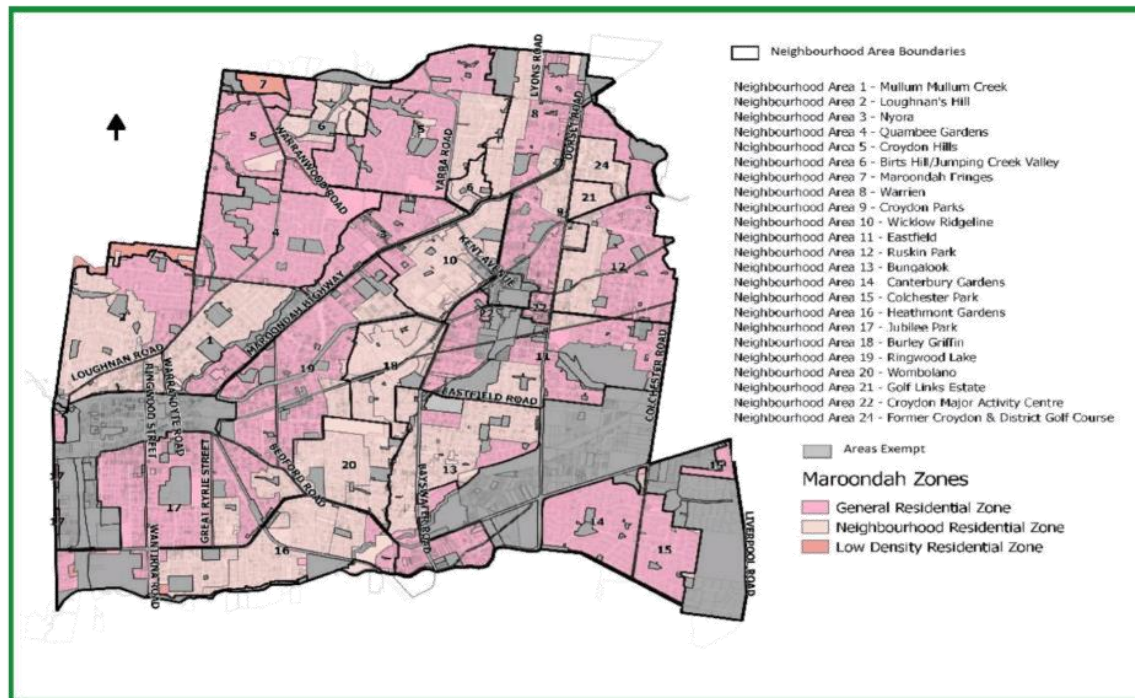 Neighbourhood Area Boundaries
Neighbourhood Area 1 - Mullum Mullum Creek
Neighbourhood Area 2 - Loughnan's Hill
Neighbourhood Area 3 - Nyora
Neighbourhood Area 4 - Quambee Gardens
Neighbourhood Area 5 - Croydon Hills
Neighbourhood Area 6 - Birts Hill/Jumping Creek Valley
Neighbourhood Area 7 - Maroondah Fringes
Neighbourhood Area 8 - Warrien
Neighbourhood Area 9 - Croydon Parks
Neighbourhood Area 10 - Wicklow Ridgeline
Neighbourhood Area 11 - Eastfield
Neighbourhood Area 12 - Ruskin Park
Neighbourhood Area 13 - Bungalook
Neighbourhood Area 14 Canterbury Gardens
Neighbourhood Area 15 - Colchester Park
Neighbourhood Area 16 - Heathmont Gardens
Neighbourhood Area 17 - Jubilee Park
Neighbourhood Area 18 - Burley Griffin
Neighbourhood Area 19 - Ringwood Lake
Neighbourhood Area 20 - Wombolano
Neighbourhood Area 21 - Golf Links Estate
Neighbourhood Area 22 - Croydon Major Activity Centre
Neighbourhood Area 24 - Former Croydon & District Golf Course
Areas Exempt
Maroondah Zones
General Residential Zone
Neighbourhood Residential Zone
Low Density Residential Zone
LYONS ROAD
DORSET ROAD
YARRA ROAD
WARRANWOOD ROAD
KENT AVENUE
MAROONDAH HIGHWAY
LOUGHNAN ROAD
WARRANDYTE ROAD
RINGWOOD STREET
EASTFIELD ROAD
COLCHESTER ROAD
BEDFORD ROAD
GREAT RYRIE STREET
BAYSWATER ROAD
WANTIRNA ROAD
LIVERPOOL ROAD
7
5
6
5
8
24
6
21
9
4
10
12
1
19
18
11
20
13
17
17
17
16
14
15
15